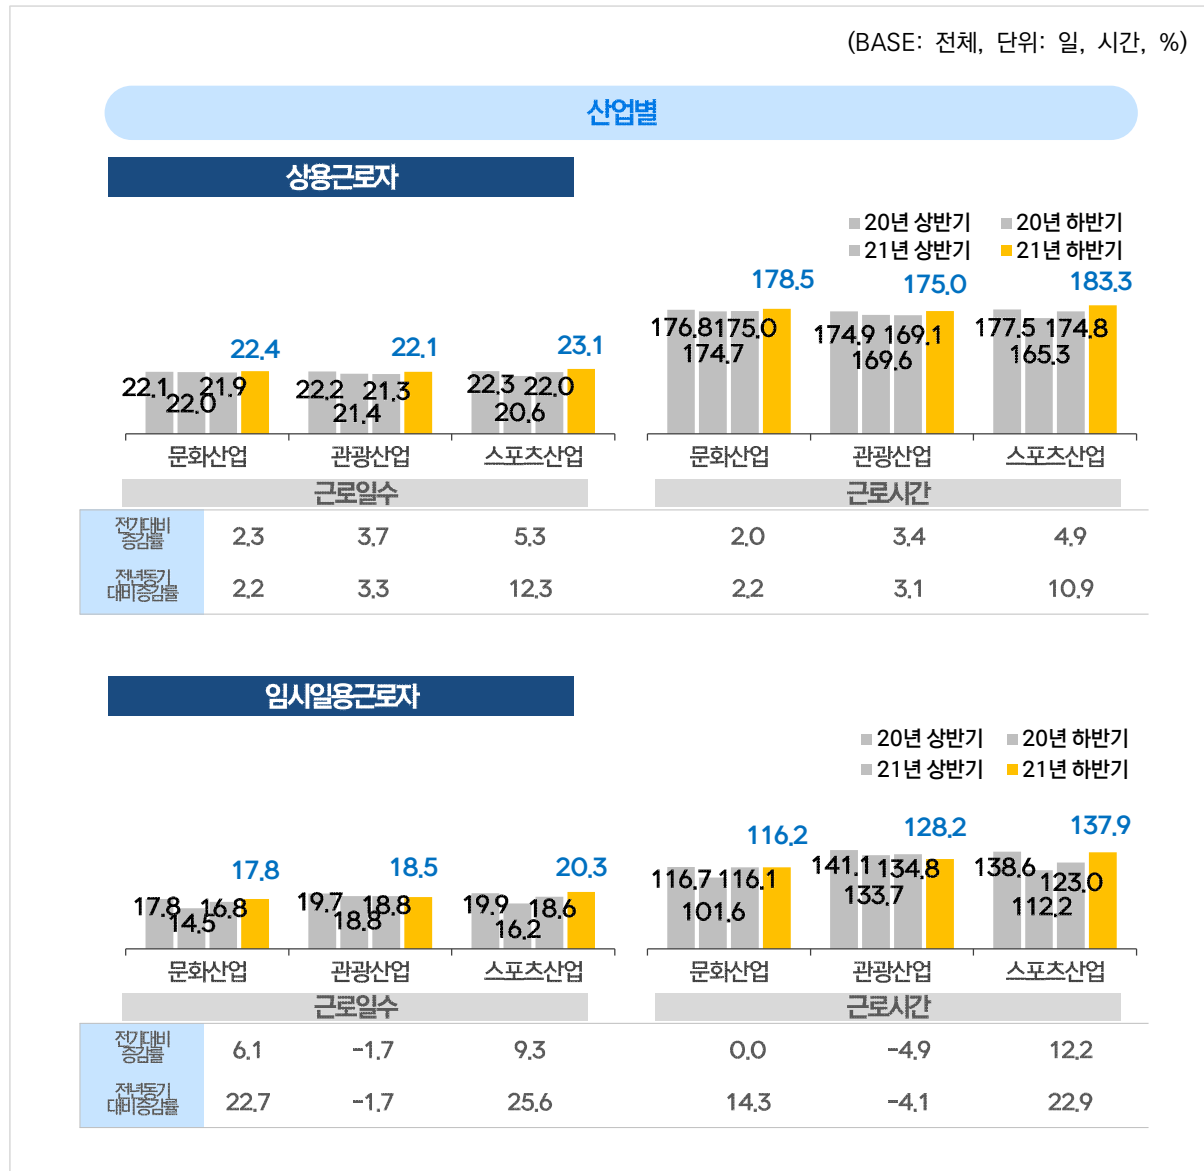 (BASE: 전체, 단위: 일, 시간, %)
산업별
상용근로자
20년 상반기 20년 하반기
21년 상반기 21년 하반기
178.5 175.0 183.3
176.8 175.0 174.9 169.1 177.5 174.8
174.7 169.6 165.3
22.4 22.1 23.1
22.1 21.9 22.2 21.3 22.3 22.0
22.0 21.4 20.6
문화산업 관광산업 스포츠산업 문화산업 관광산업 스포츠산업
근로일수 근로시간
전기대비
증감률
2.3 3.7 5.3 2.0 3.4 4.9
전년동기
대비증감률
2.2 3.3 12.3 2.2 3.1 10.9
임시일용근로자
20년 상반기 20년 하반기
21년 상반기 21년 하반기
116.2 128.2 137.9
116.7 116.1 141.1 134.8 138.6 123.0
101.6 133.7 112.2
17.8 18.5 20.3
17.8 16.8 19.7 18.8 19.9 18.6
14.5 18.8 16.2
문화산업 관광산업 스포츠산업 문화산업 관광산업 스포츠산업
근로일수 근로시간
전기대비
증감률
6.1 -1.7 9.3 0.0 -4.9 12.2
전년동기
대비증감률
22.7 -1.7 25.6 14.3 -4.1 22.9